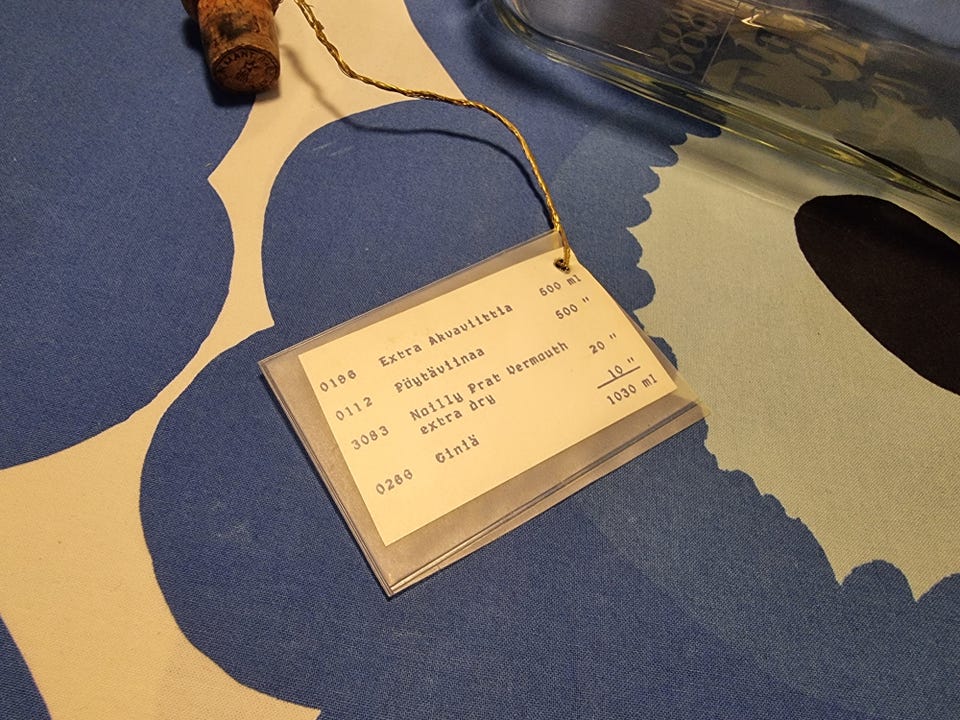 0196 Extra Akvaviittia 500 ml
0112 Pöytäviinaa 500 "
3083 Noilly Prat Vermouth 20 "
extra dry
0266 Giniä 10 "
1030 ml